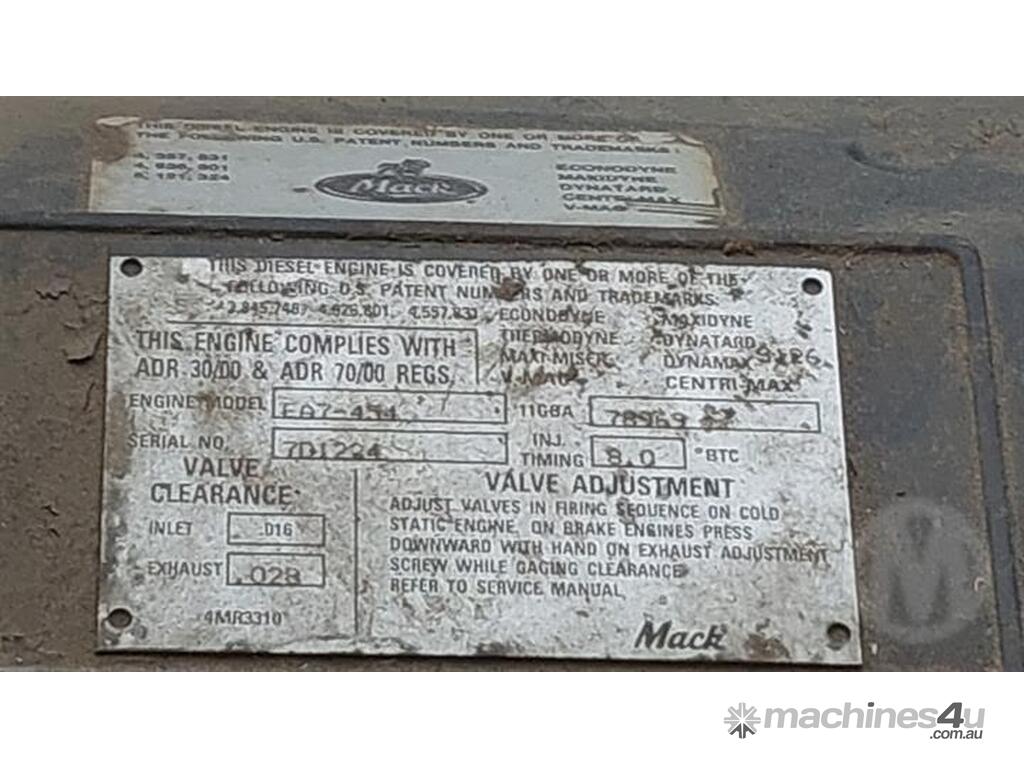 THIS DIESEL ENGINE IS COVERED BY ONE OR MORE OF
THE FOLLOWING U.S. PATENT NUMBERS AND TRADEMARKS
Mack
ECONODYNE
MAXIDYNE
DYNATARD
CENTRI-MAX
V-MAC
THIS DIESEL ENGINE IS COVERED BY ONE OR MORE OF THE
FOLLOWING U.S. PATENT NUMBERS AND TRADEMARKS:
ECONODYNE MAXIDYNE
THERMODYNE DYNATARD
MAXI MISER DYNAMAX
V-MAC CENTRI-MAX
THIS ENGINE COMPLIES WITH
ADR 30/00 & ADR 70/00 REGS.
ENGINE MODEL 11GBA
SERIAL NO. 7D1224 INJ. TIMING 8.0 °BTC
VALVE
CLEARANCE
INLET .016
EXHAUST .028
4MR3310
VALVE ADJUSTMENT
ADJUST VALVES IN FIRING SEQUENCE ON COLD
STATIC ENGINE, ON BRAKE ENGINES PRESS
DOWNWARD WITH HAND ON EXHAUST ADJUSTMENT
SCREW WHILE GAGING CLEARANCE
REFER TO SERVICE MANUAL
Mack
M
machines4u
.com.au